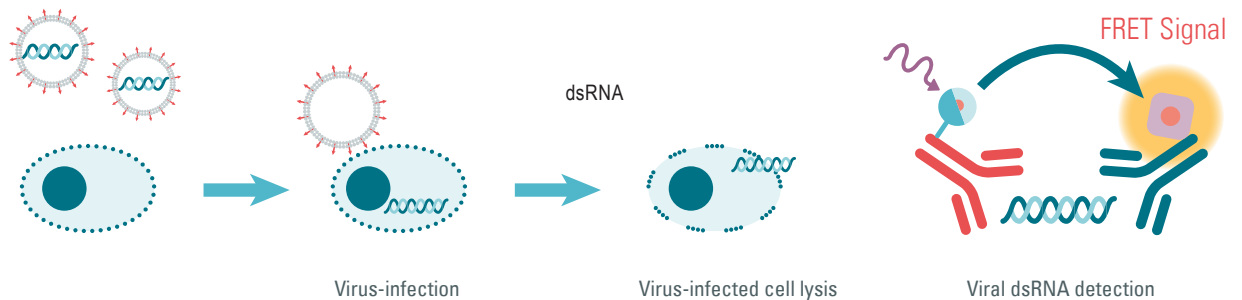 FRET Signal
dsRNA
Virus-infection
Virus-infected cell lysis
Viral dsRNA detection